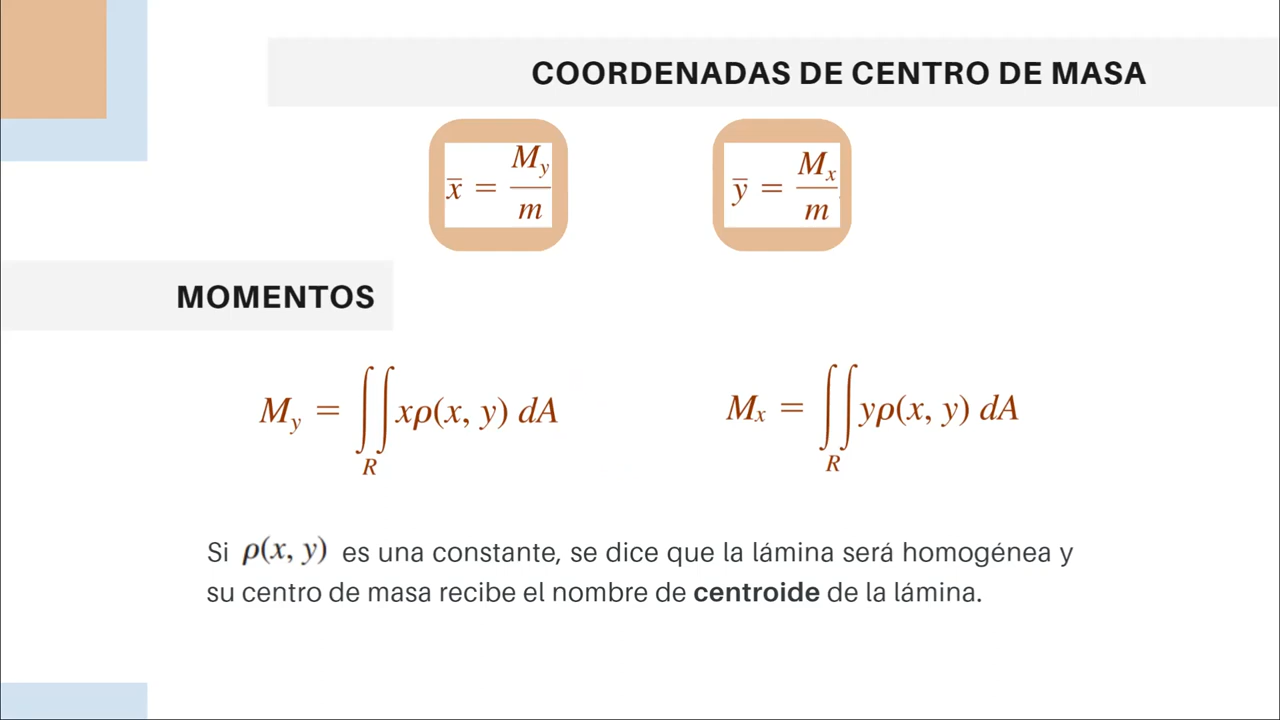 COORDENADAS DE CENTRO DE MASA
x̄ = M_y / m
ȳ = M_x / m
MOMENTOS
M_y = ∬_R xρ(x, y) dA
M_x = ∬_R yρ(x, y) dA
Si ρ(x, y) es una constante, se dice que la lámina será homogénea y
su centro de masa recibe el nombre de centroide de la lámina.